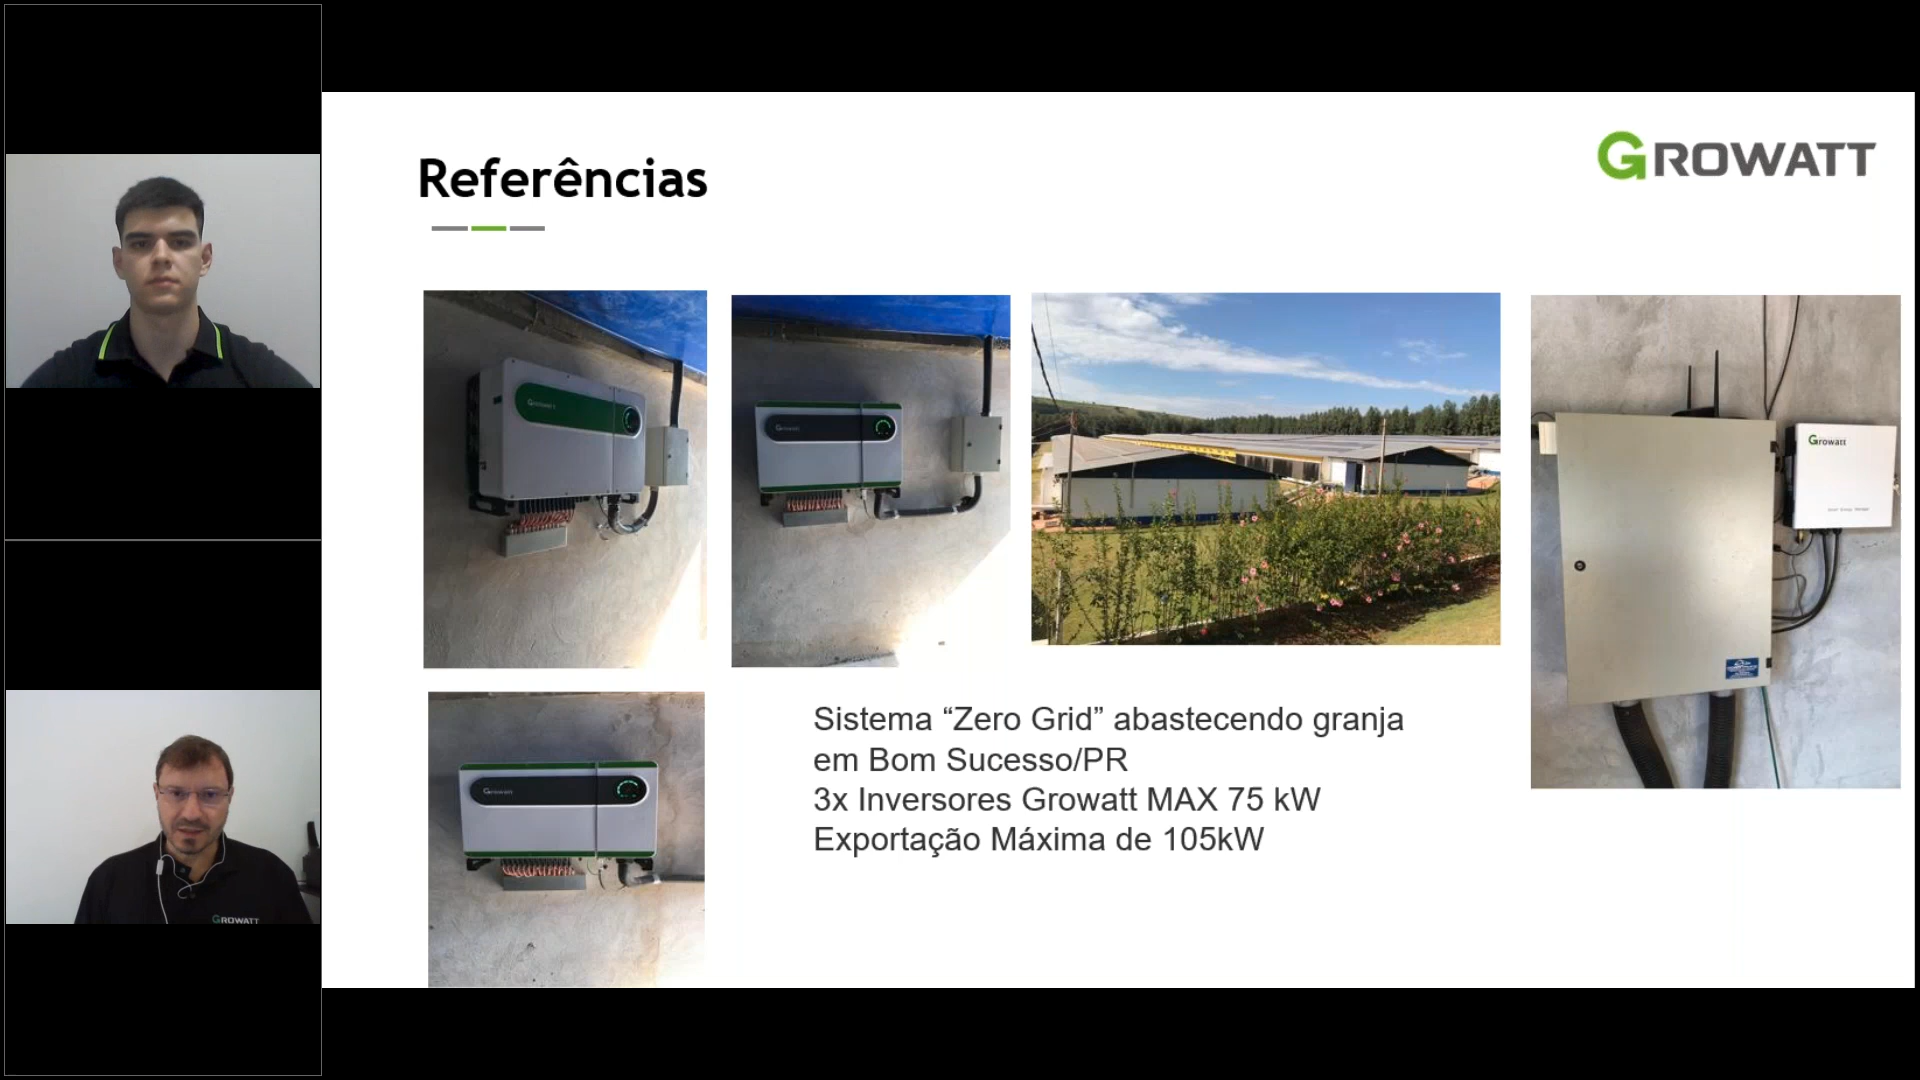 Referências
GROWATT
Growatt
Growatt
Growatt
Growatt
Sistema “Zero Grid” abastecendo granja
em Bom Sucesso/PR
3x Inversores Growatt MAX 75 kW
Exportação Máxima de 105kW
GROWATT